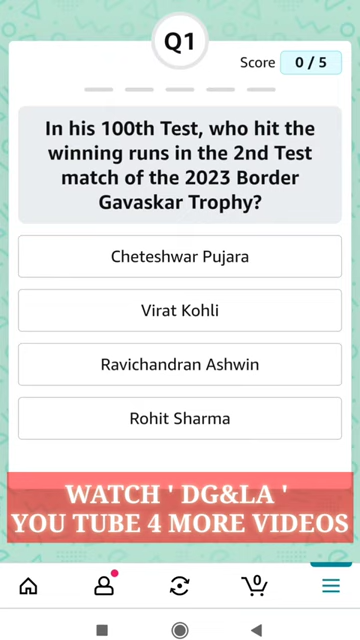 Q1
Score 0 / 5
In his 100th Test, who hit the
winning runs in the 2nd Test
match of the 2023 Border
Gavaskar Trophy?
Cheteshwar Pujara
Virat Kohli
Ravichandran Ashwin
Rohit Sharma
WATCH ' DG&LA '
YOU TUBE 4 MORE VIDEOS
0